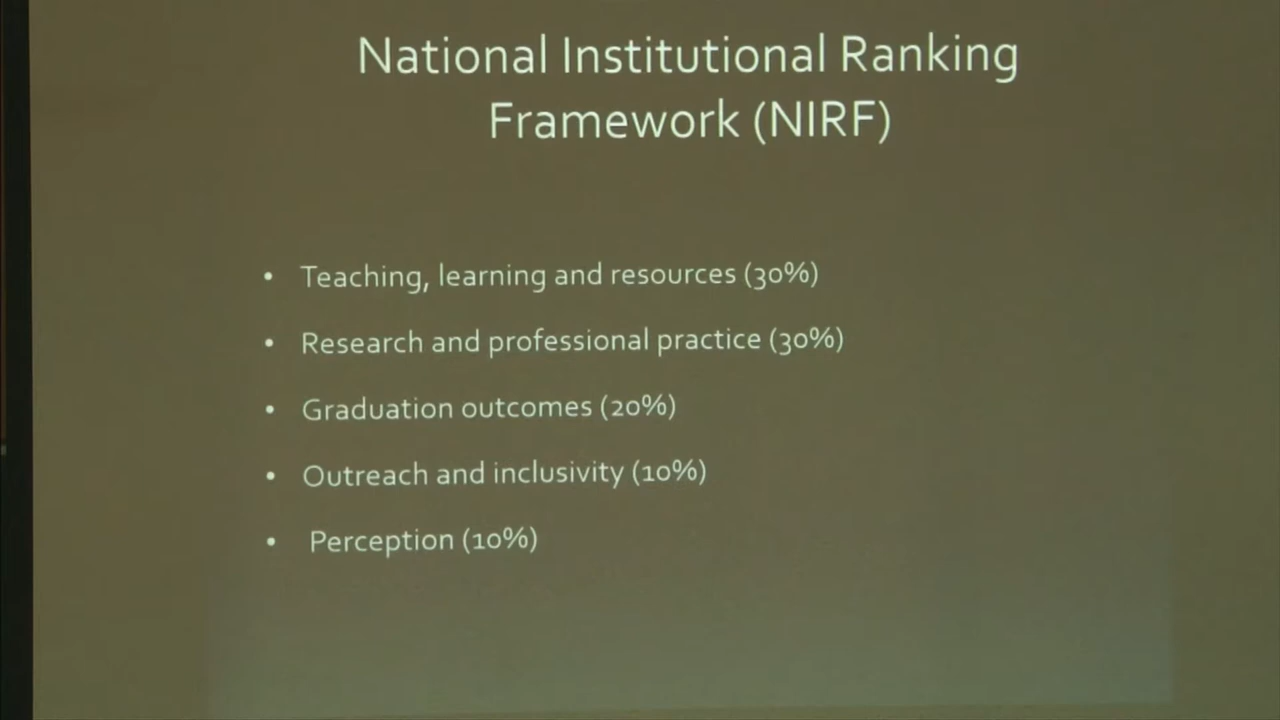 National Institutional Ranking
Framework (NIRF)
• Teaching, learning and resources (30%)
• Research and professional practice (30%)
• Graduation outcomes (20%)
• Outreach and inclusivity (10%)
• Perception (10%)